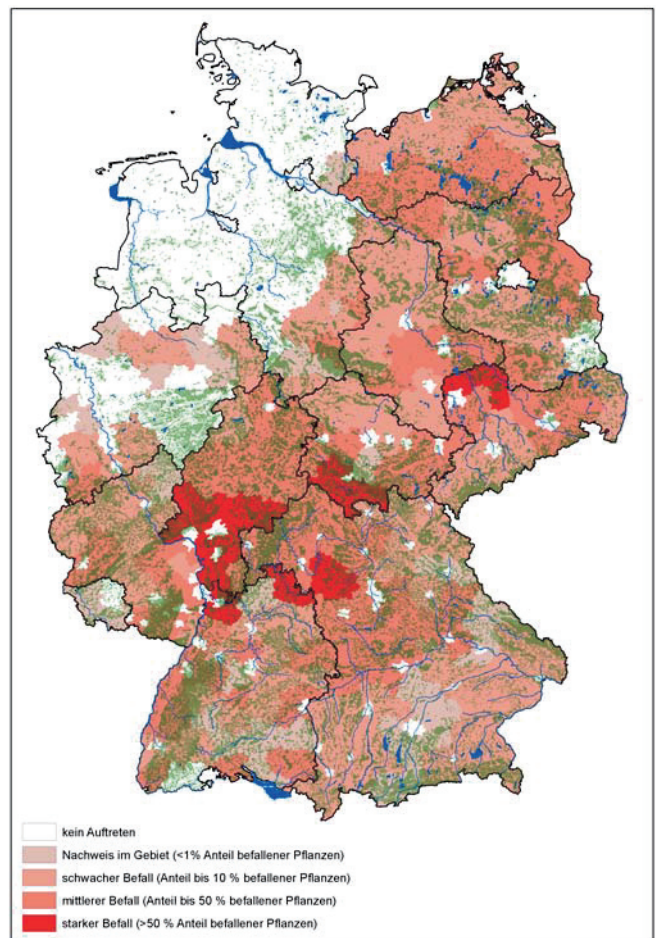 kein Auftreten
Nachweis im Gebiet (<1% Anteil befallener Pflanzen)
schwacher Befall (Anteil bis 10 % befallener Pflanzen)
mittlerer Befall (Anteil bis 50 % befallener Pflanzen)
starker Befall (>50 % Anteil befallener Pflanzen)